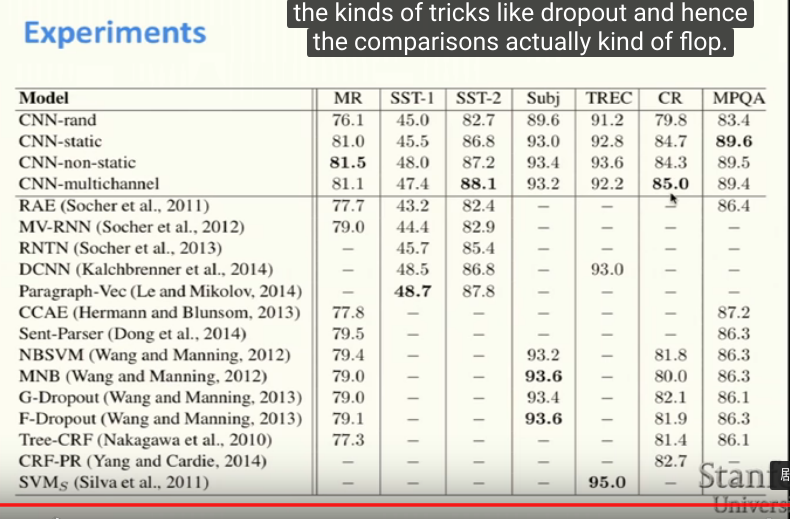 the kinds of tricks like dropout and hence
the comparisons actually kind of flop.
Experiments
Model MR SST-1 SST-2 Subj TREC CR MPQA
CNN-rand 76.1 45.0 82.7 89.6 91.2 79.8 83.4
CNN-static 81.0 45.5 86.8 93.0 92.8 84.7 89.6
CNN-non-static 81.5 48.0 87.2 93.4 93.6 84.3 89.5
CNN-multichannel 81.1 47.4 88.1 93.2 92.2 85.0 89.4
RAE (Socher et al., 2011) 77.7 43.2 82.4 – – – 86.4
MV-RNN (Socher et al., 2012) 79.0 44.4 82.9 – – – –
RNTN (Socher et al., 2013) – 45.7 85.4 – – – –
DCNN (Kalchbrenner et al., 2014) – 48.5 86.8 – 93.0 – –
Paragraph-Vec (Le and Mikolov, 2014) – 48.7 87.8 – – – –
CCAE (Hermann and Blunsom, 2013) 77.8 – – – – – 87.2
Sent-Parser (Dong et al., 2014) 79.5 – – – – – 86.3
NBSVM (Wang and Manning, 2012) 79.4 – – 93.2 – 81.8 86.3
MNB (Wang and Manning, 2012) 79.0 – – 93.6 – 80.0 86.3
G-Dropout (Wang and Manning, 2013) 79.0 – – 93.4 – 82.1 86.1
F-Dropout (Wang and Manning, 2013) 79.1 – – 93.6 – 81.9 86.3
Tree-CRF (Nakagawa et al., 2010) 77.3 – – – – 81.4 86.1
CRF-PR (Yang and Cardie, 2014) – – – – – 82.7 –
SVMS (Silva et al., 2011) – – – – 95.0 – –
Stan
Univers
居